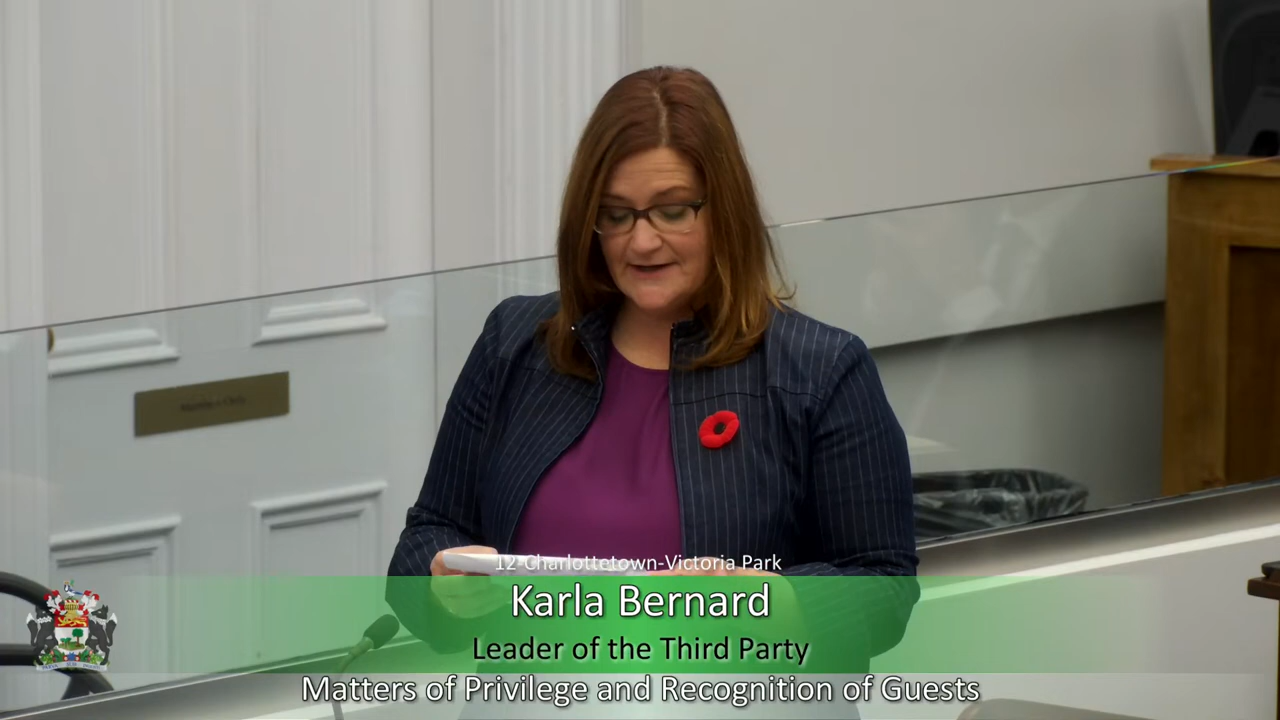 12-Charlottetown-Victoria Park
Karla Bernard
Leader of the Third Party
Matters of Privilege and Recognition of Guests